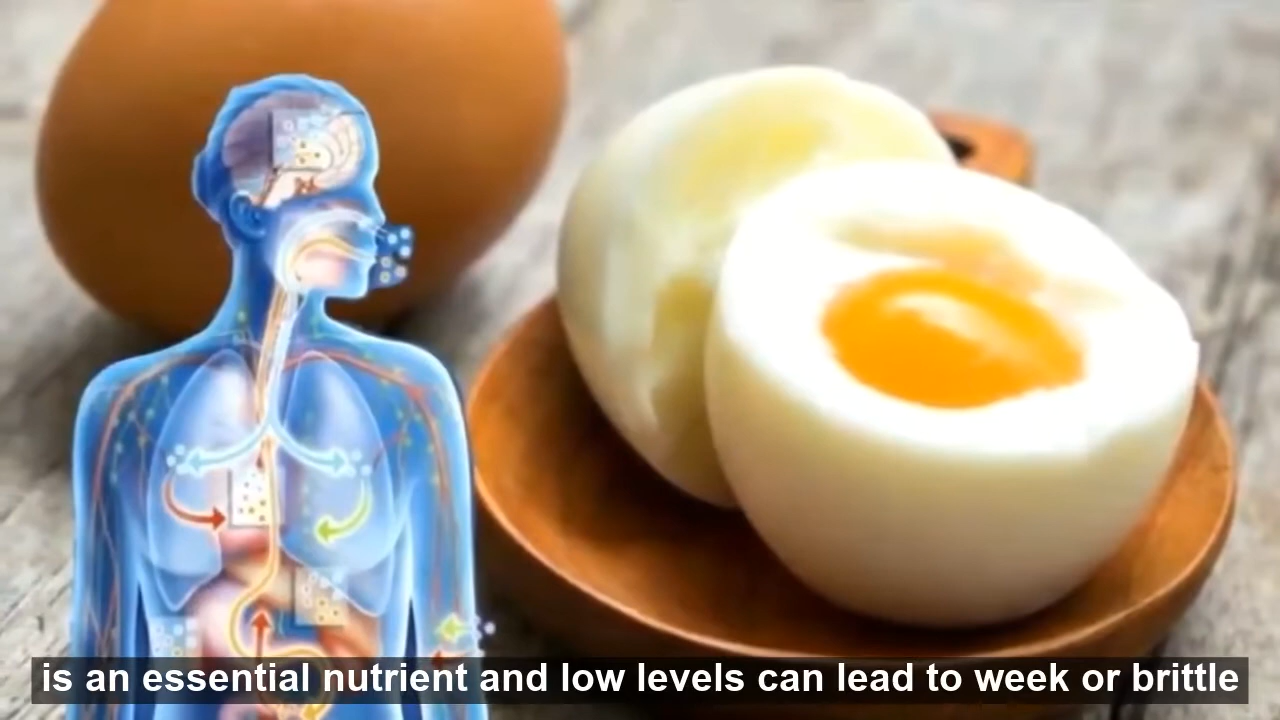 is an essential nutrient and low levels can lead to week or brittle